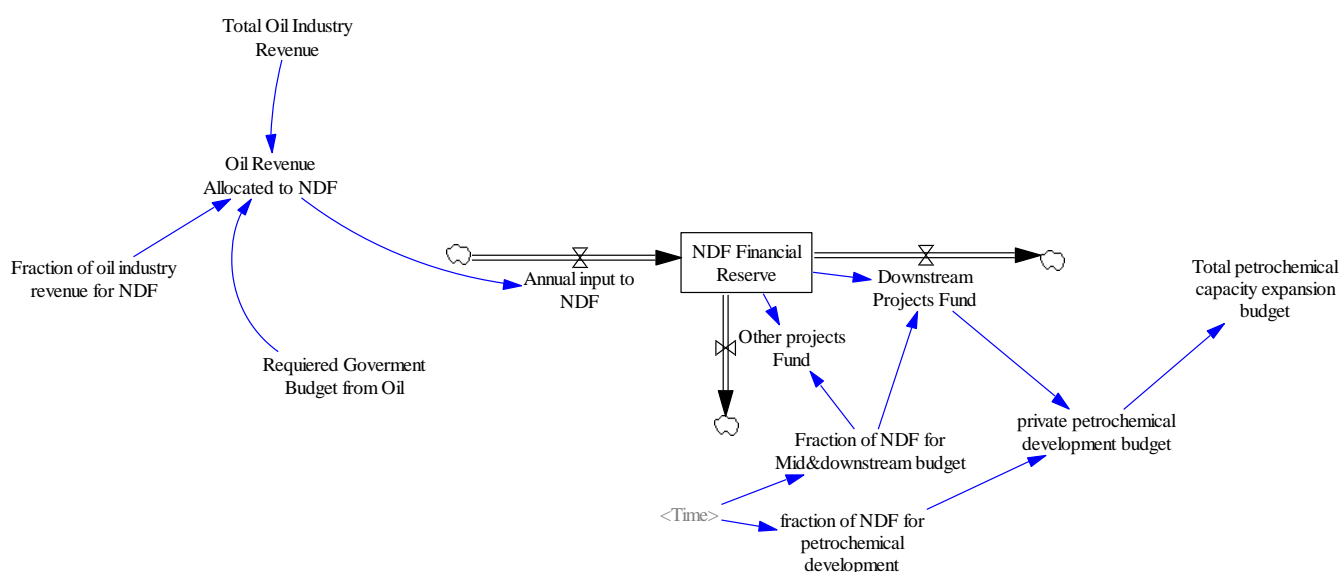 Total Oil Industry
Revenue
Oil Revenue
Allocated to NDF
Fraction of oil industry
revenue for NDF
Requiered Goverment
Budget from Oil
Annual input to
NDF
NDF Financial
Reserve
Downstream
Projects Fund
Other projects
Fund
Total petrochemical
capacity expansion
budget
private petrochemical
development budget
Fraction of NDF for
Mid&downstream budget
<Time>
fraction of NDF for
petrochemical
development